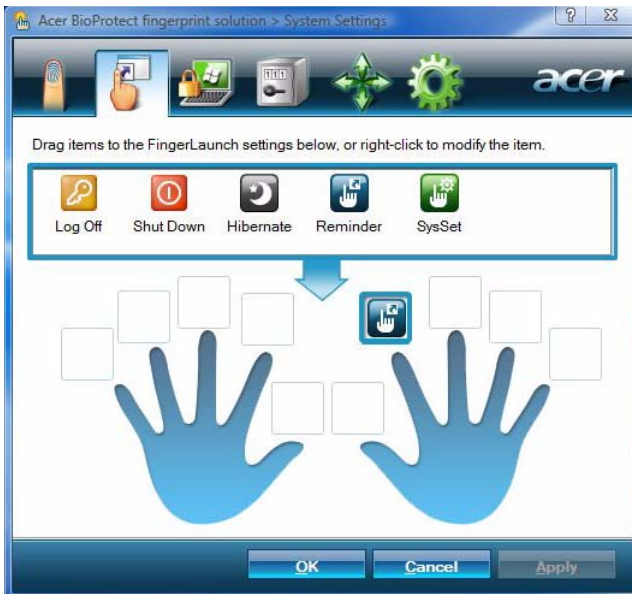 Acer BioProtect fingerprint solution > System Settings
acer
Drag items to the FingerLaunch settings below, or right-click to modify the item.
Log Off Shut Down Hibernate Reminder SysSet
OK Cancel Apply